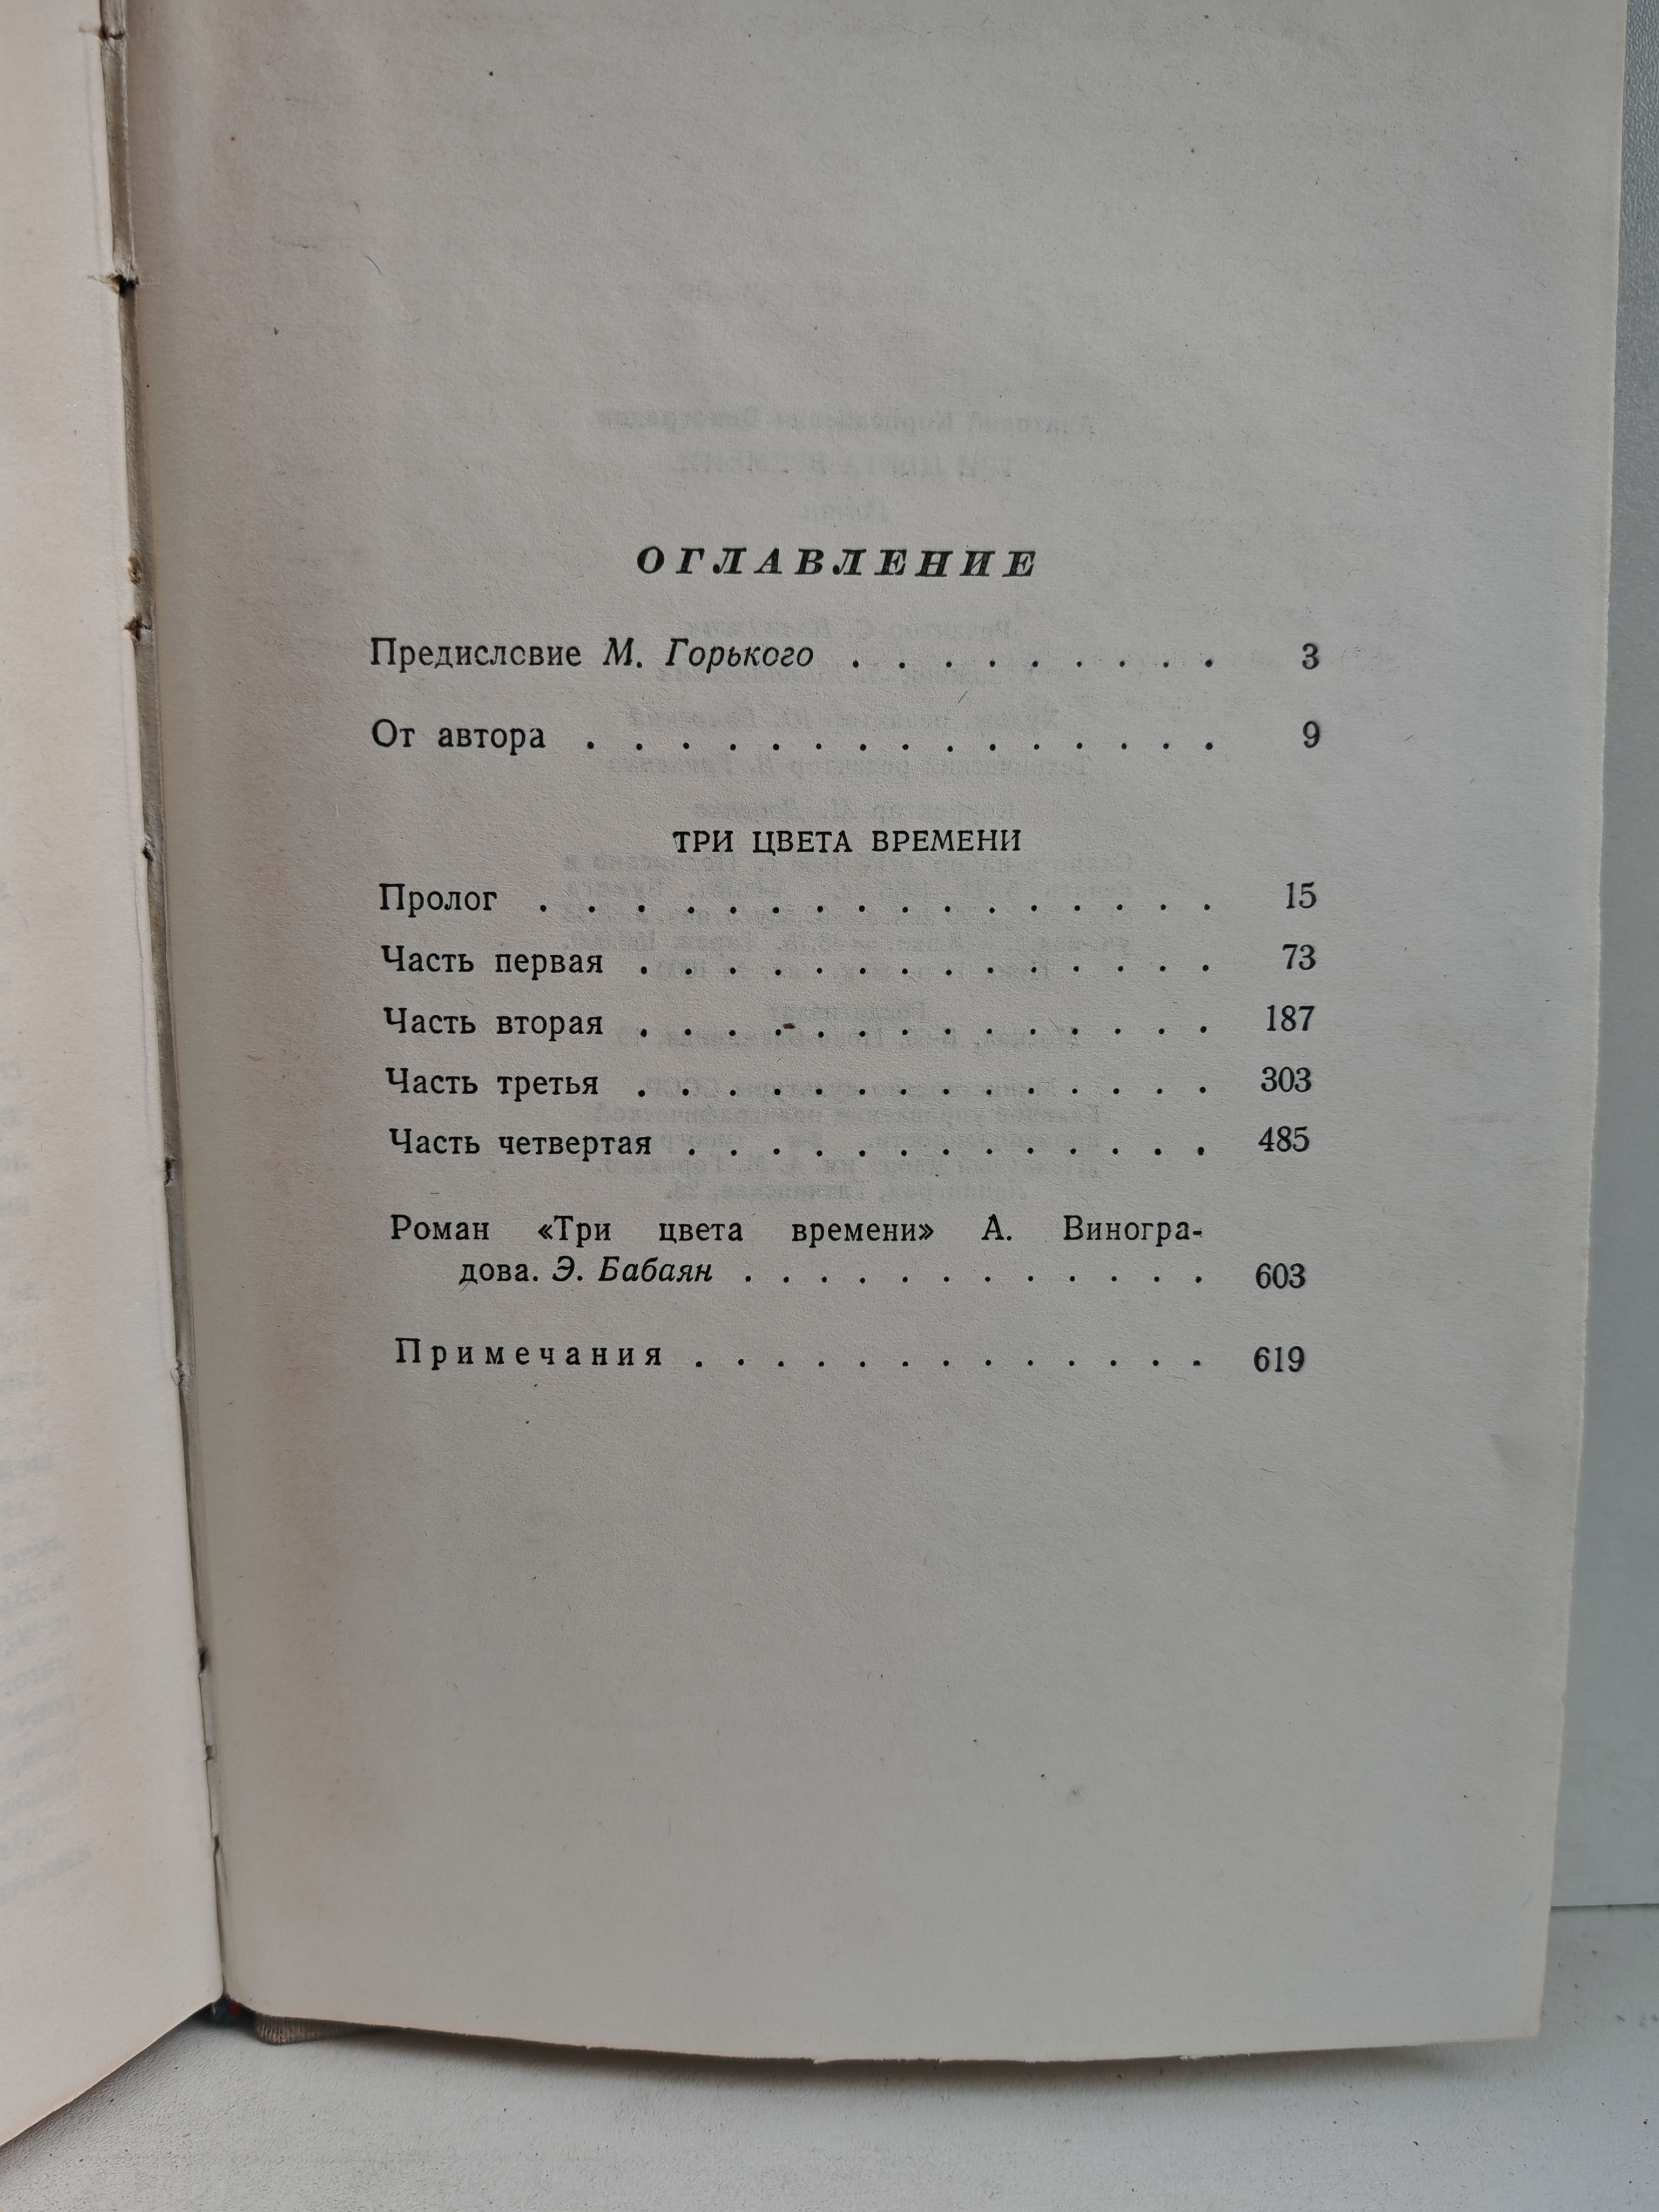 ОГЛАВЛЕНИЕ
Предисловие М. Горького . . . . . . . . . 3
От автора . . . . . . . . . . . . . . . 9
ТРИ ЦВЕТА ВРЕМЕНИ
Пролог . . . . . . . . . . . . . . . . 15
Часть первая . . . . . . . . . . . . . . 73
Часть вторая . . . . . . . . . . . . . . 187
Часть третья . . . . . . . . . . . . . . 303
Часть четвертая . . . . . . . . . . . . . 485
Роман «Три цвета времени» А. Виногра-
дова. Э. Бабаян . . . . . . . . . . . . 603
Примечания . . . . . . . . . . . . . 619